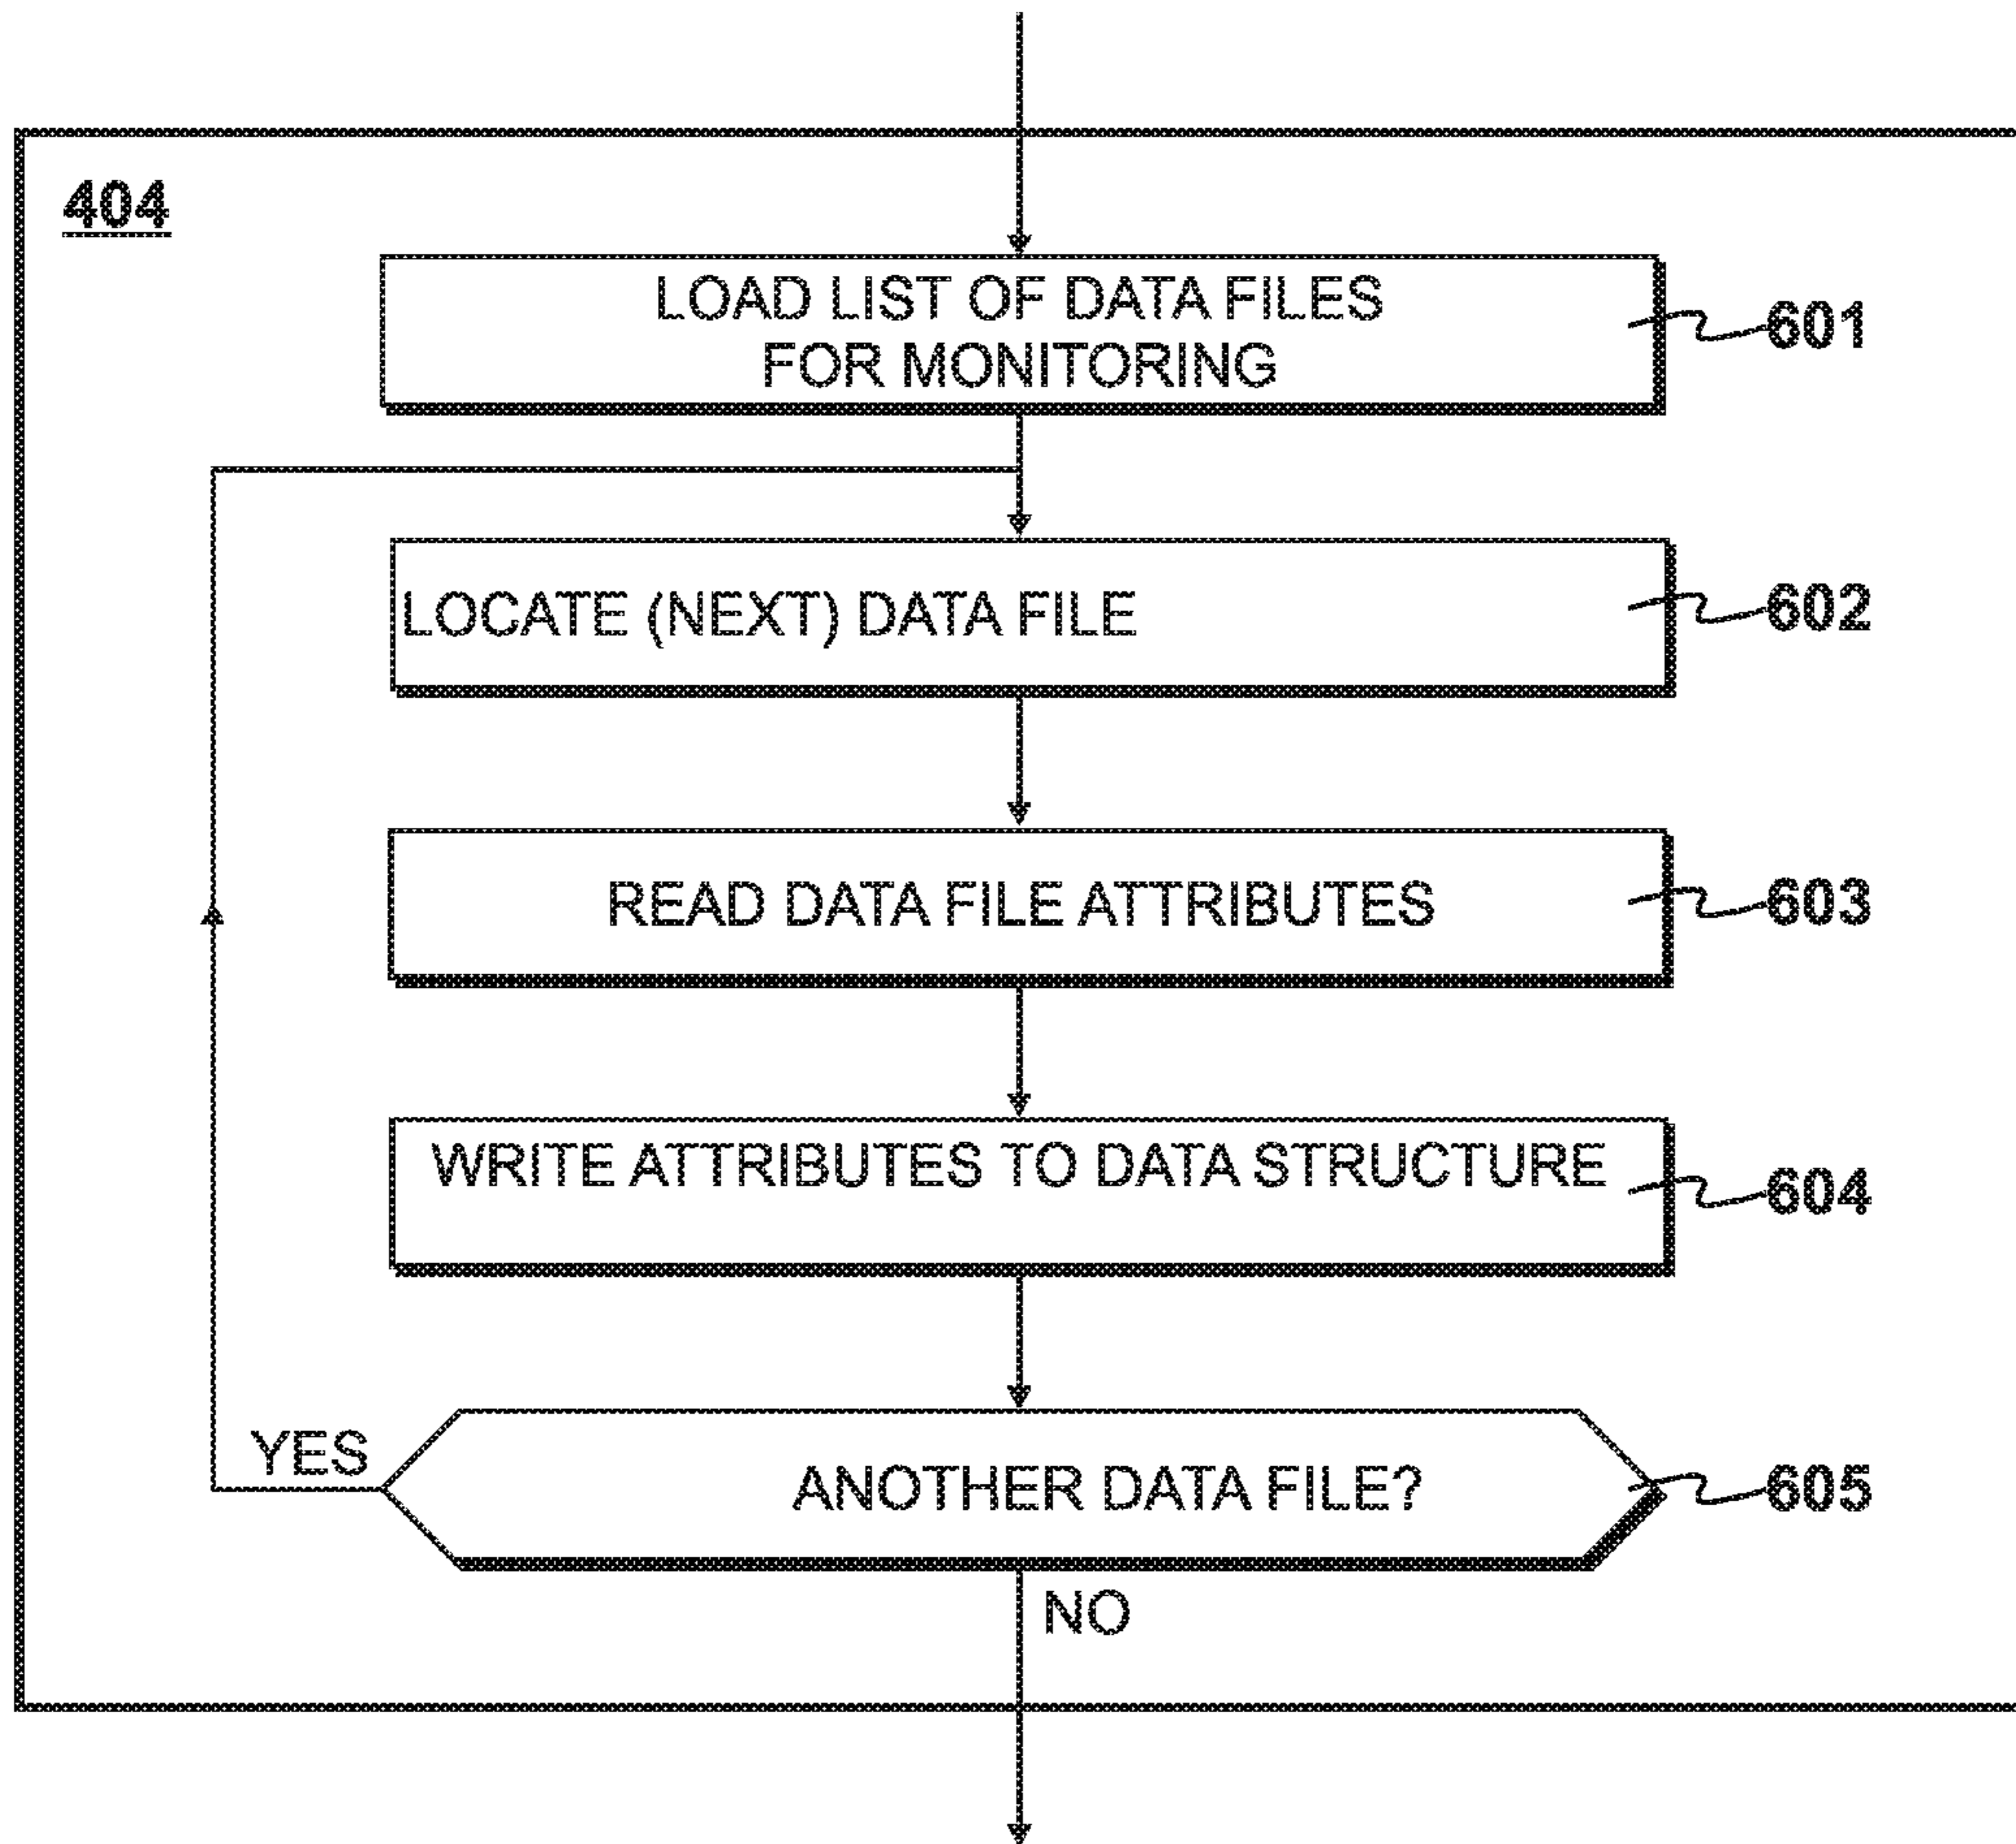 404
LOAD LIST OF DATA FILES
FOR MONITORING
601
LOCATE (NEXT) DATA FILE
602
READ DATA FILE ATTRIBUTES
603
WRITE ATTRIBUTES TO DATA STRUCTURE
604
YES
ANOTHER DATA FILE?
605
NO